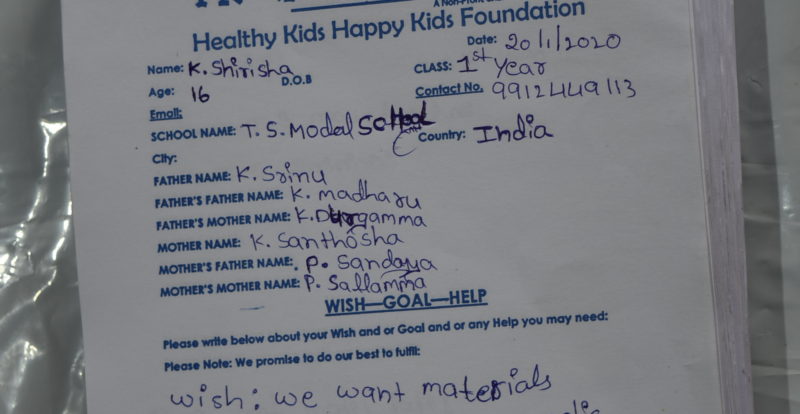 A Non-Profit
Healthy Kids Happy Kids Foundation
Date: 20/1/2020
Name: K. Shirisha D.O.B
CLASS: 1st year
Age: 16
Contact No. 9912449113
Email:
SCHOOL NAME: T. S. Modal School
Country: India
City:
FATHER NAME: K. Srinu
FATHER'S FATHER NAME: K. madharu
FATHER'S MOTHER NAME: K. Durgamma
MOTHER NAME: K. Santhosha
MOTHER'S FATHER NAME: P. Sandaya
MOTHER'S MOTHER NAME: P. Sallamma
WISH—GOAL—HELP
Please write below about your Wish and or Goal and or any Help you may need:
Please Note: We promise to do our best to fulfil:
wish: we want materials